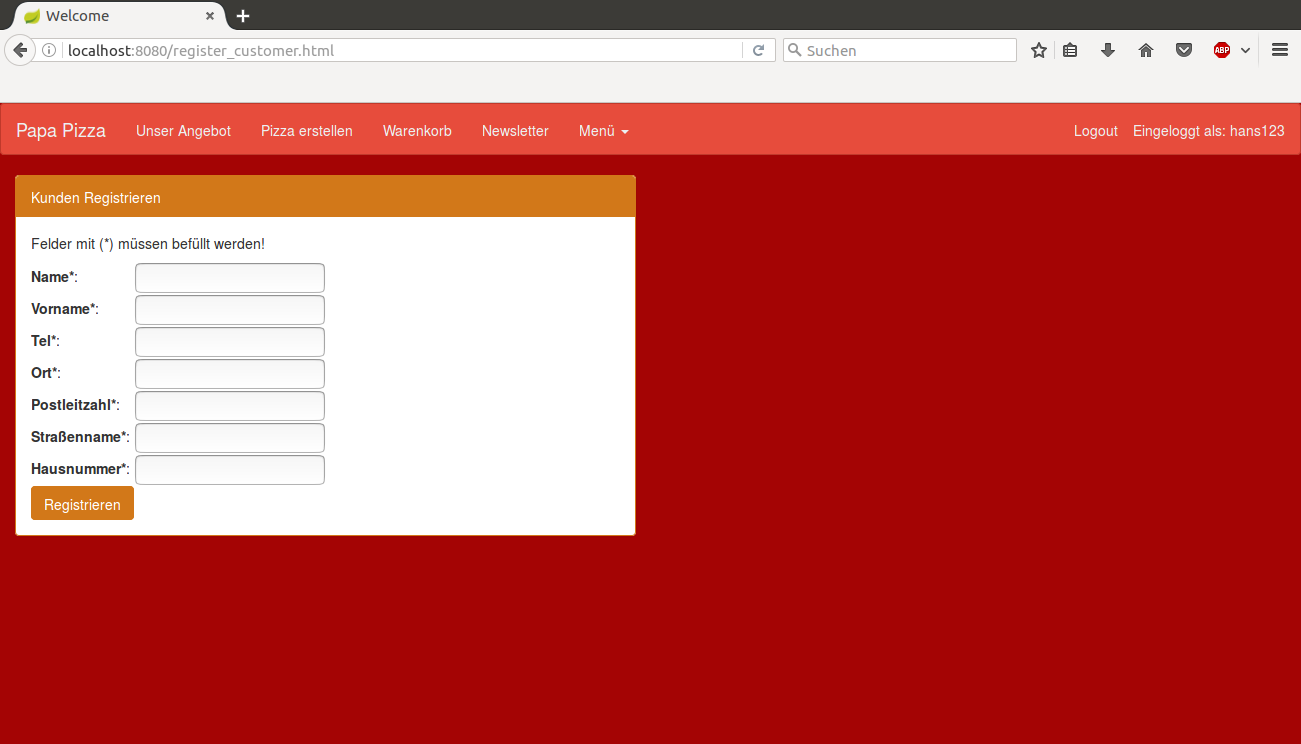 Welcome
localhost:8080/register_customer.html
Suchen
ABP
Papa Pizza Unser Angebot Pizza erstellen Warenkorb Newsletter Menü Logout Eingeloggt als: hans123
Kunden Registrieren
Felder mit (*) müssen befüllt werden!
Name*:
Vorname*:
Tel*:
Ort*:
Postleitzahl*:
Straßenname*:
Hausnummer*:
Registrieren